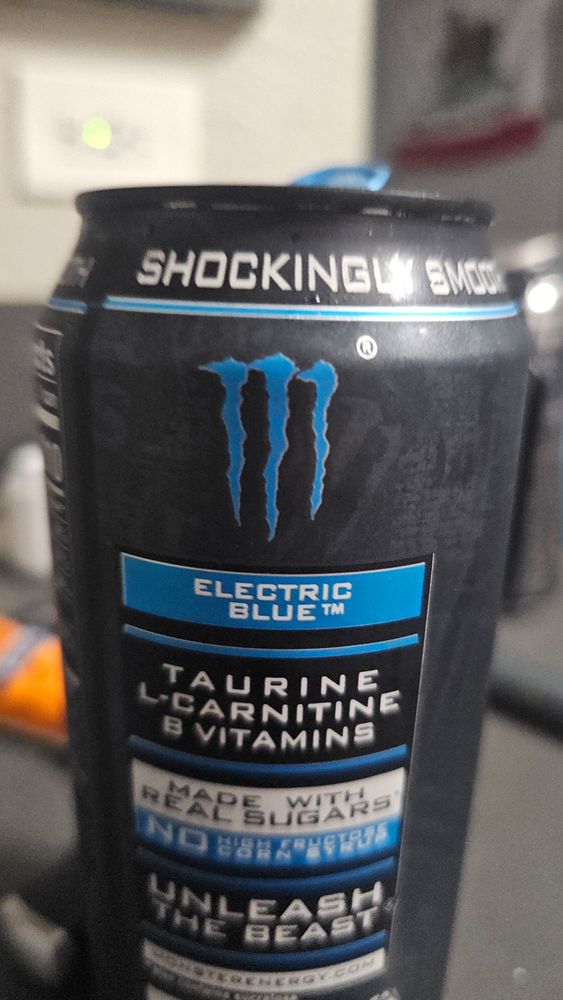 SHOCKINGLY SMOOTH
®
ELECTRIC
BLUE™
TAURINE
L-CARNITINE
B VITAMINS
MADE WITH
REAL SUGARS*
NO HIGH FRUCTOSE
CORN SYRUP
UNLEASH
THE BEAST
MONSTERENERGY.COM